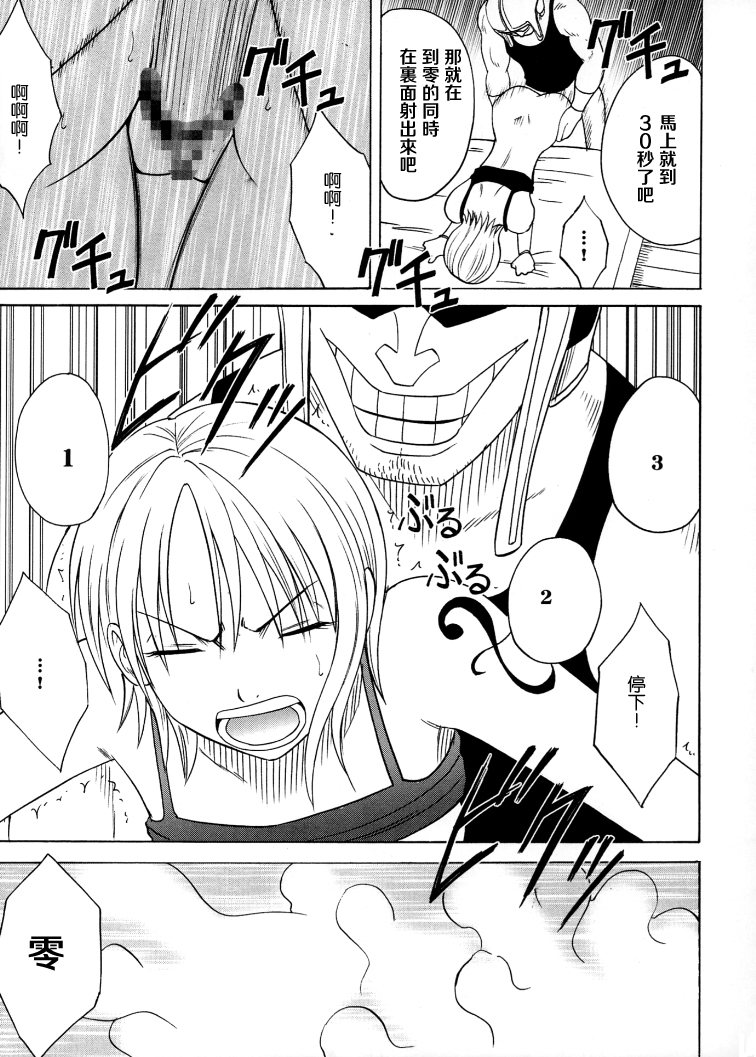 馬上就到
30秒了吧
那就在
到零的同時
在裏面射出來吧
…!
グチュ
グチュ
啊啊!
啊啊啊!
グチュ
グチュ
3
2
1
ビクッ
ぶる
ぶる
停下!
…!
ビクッ
零